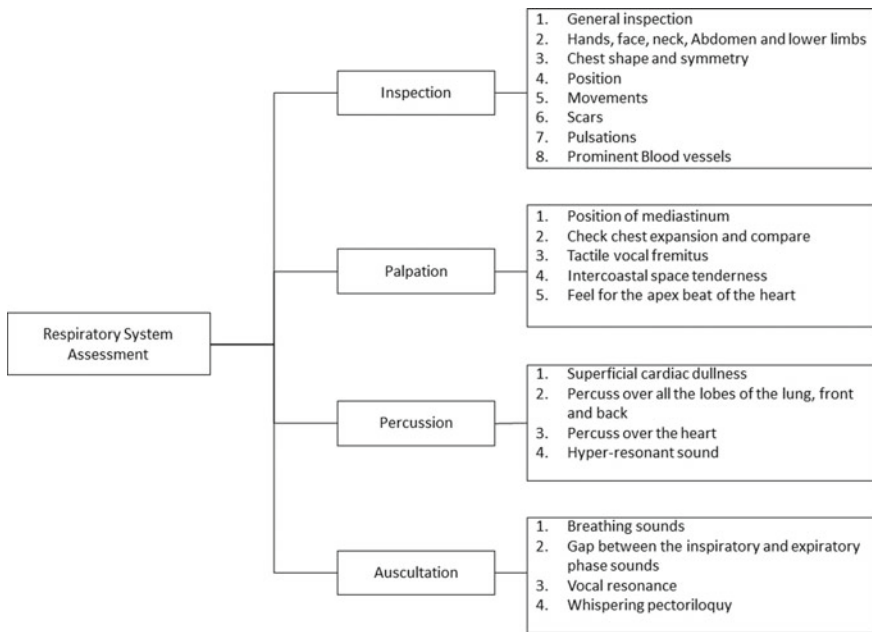 Respiratory System
Assessment
Inspection
1. General inspection
2. Hands, face, neck, Abdomen and lower limbs
3. Chest shape and symmetry
4. Position
5. Movements
6. Scars
7. Pulsations
8. Prominent Blood vessels
Palpation
1. Position of mediastinum
2. Check chest expansion and compare
3. Tactile vocal fremitus
4. Intercoastal space tenderness
5. Feel for the apex beat of the heart
Percussion
1. Superficial cardiac dullness
2. Percuss over all the lobes of the lung, front
and back
3. Percuss over the heart
4. Hyper-resonant sound
Auscultation
1. Breathing sounds
2. Gap between the inspiratory and expiratory
phase sounds
3. Vocal resonance
4. Whispering pectoriloquy